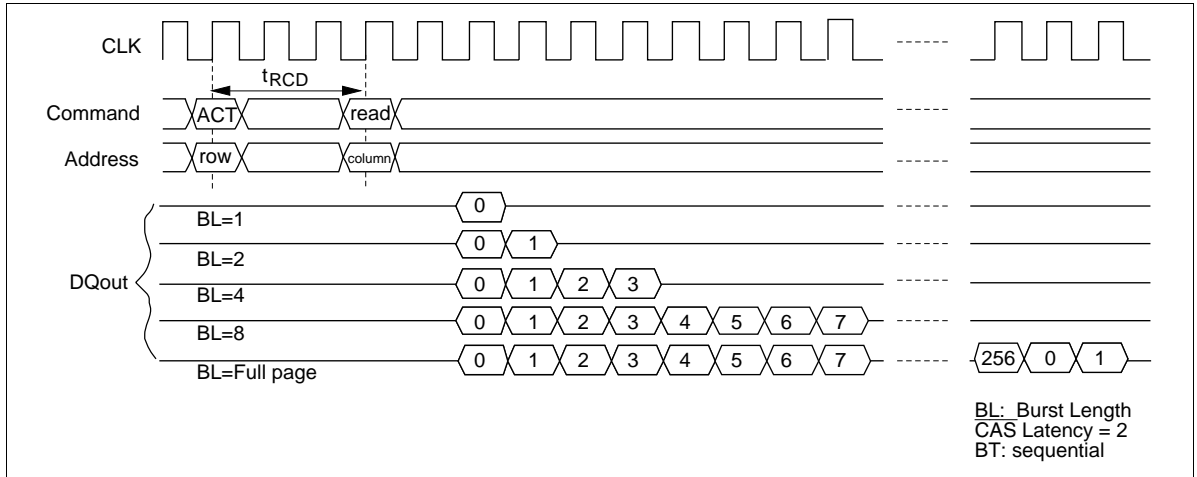 CLK
tRCD
Command ACT read
Address row column
BL=1 0
BL=2 0 1
DQout
BL=4 0 1 2 3
BL=8 0 1 2 3 4 5 6 7
BL=Full page 0 1 2 3 4 5 6 7 256 0 1
BL: Burst Length
CAS Latency = 2
BT: sequential